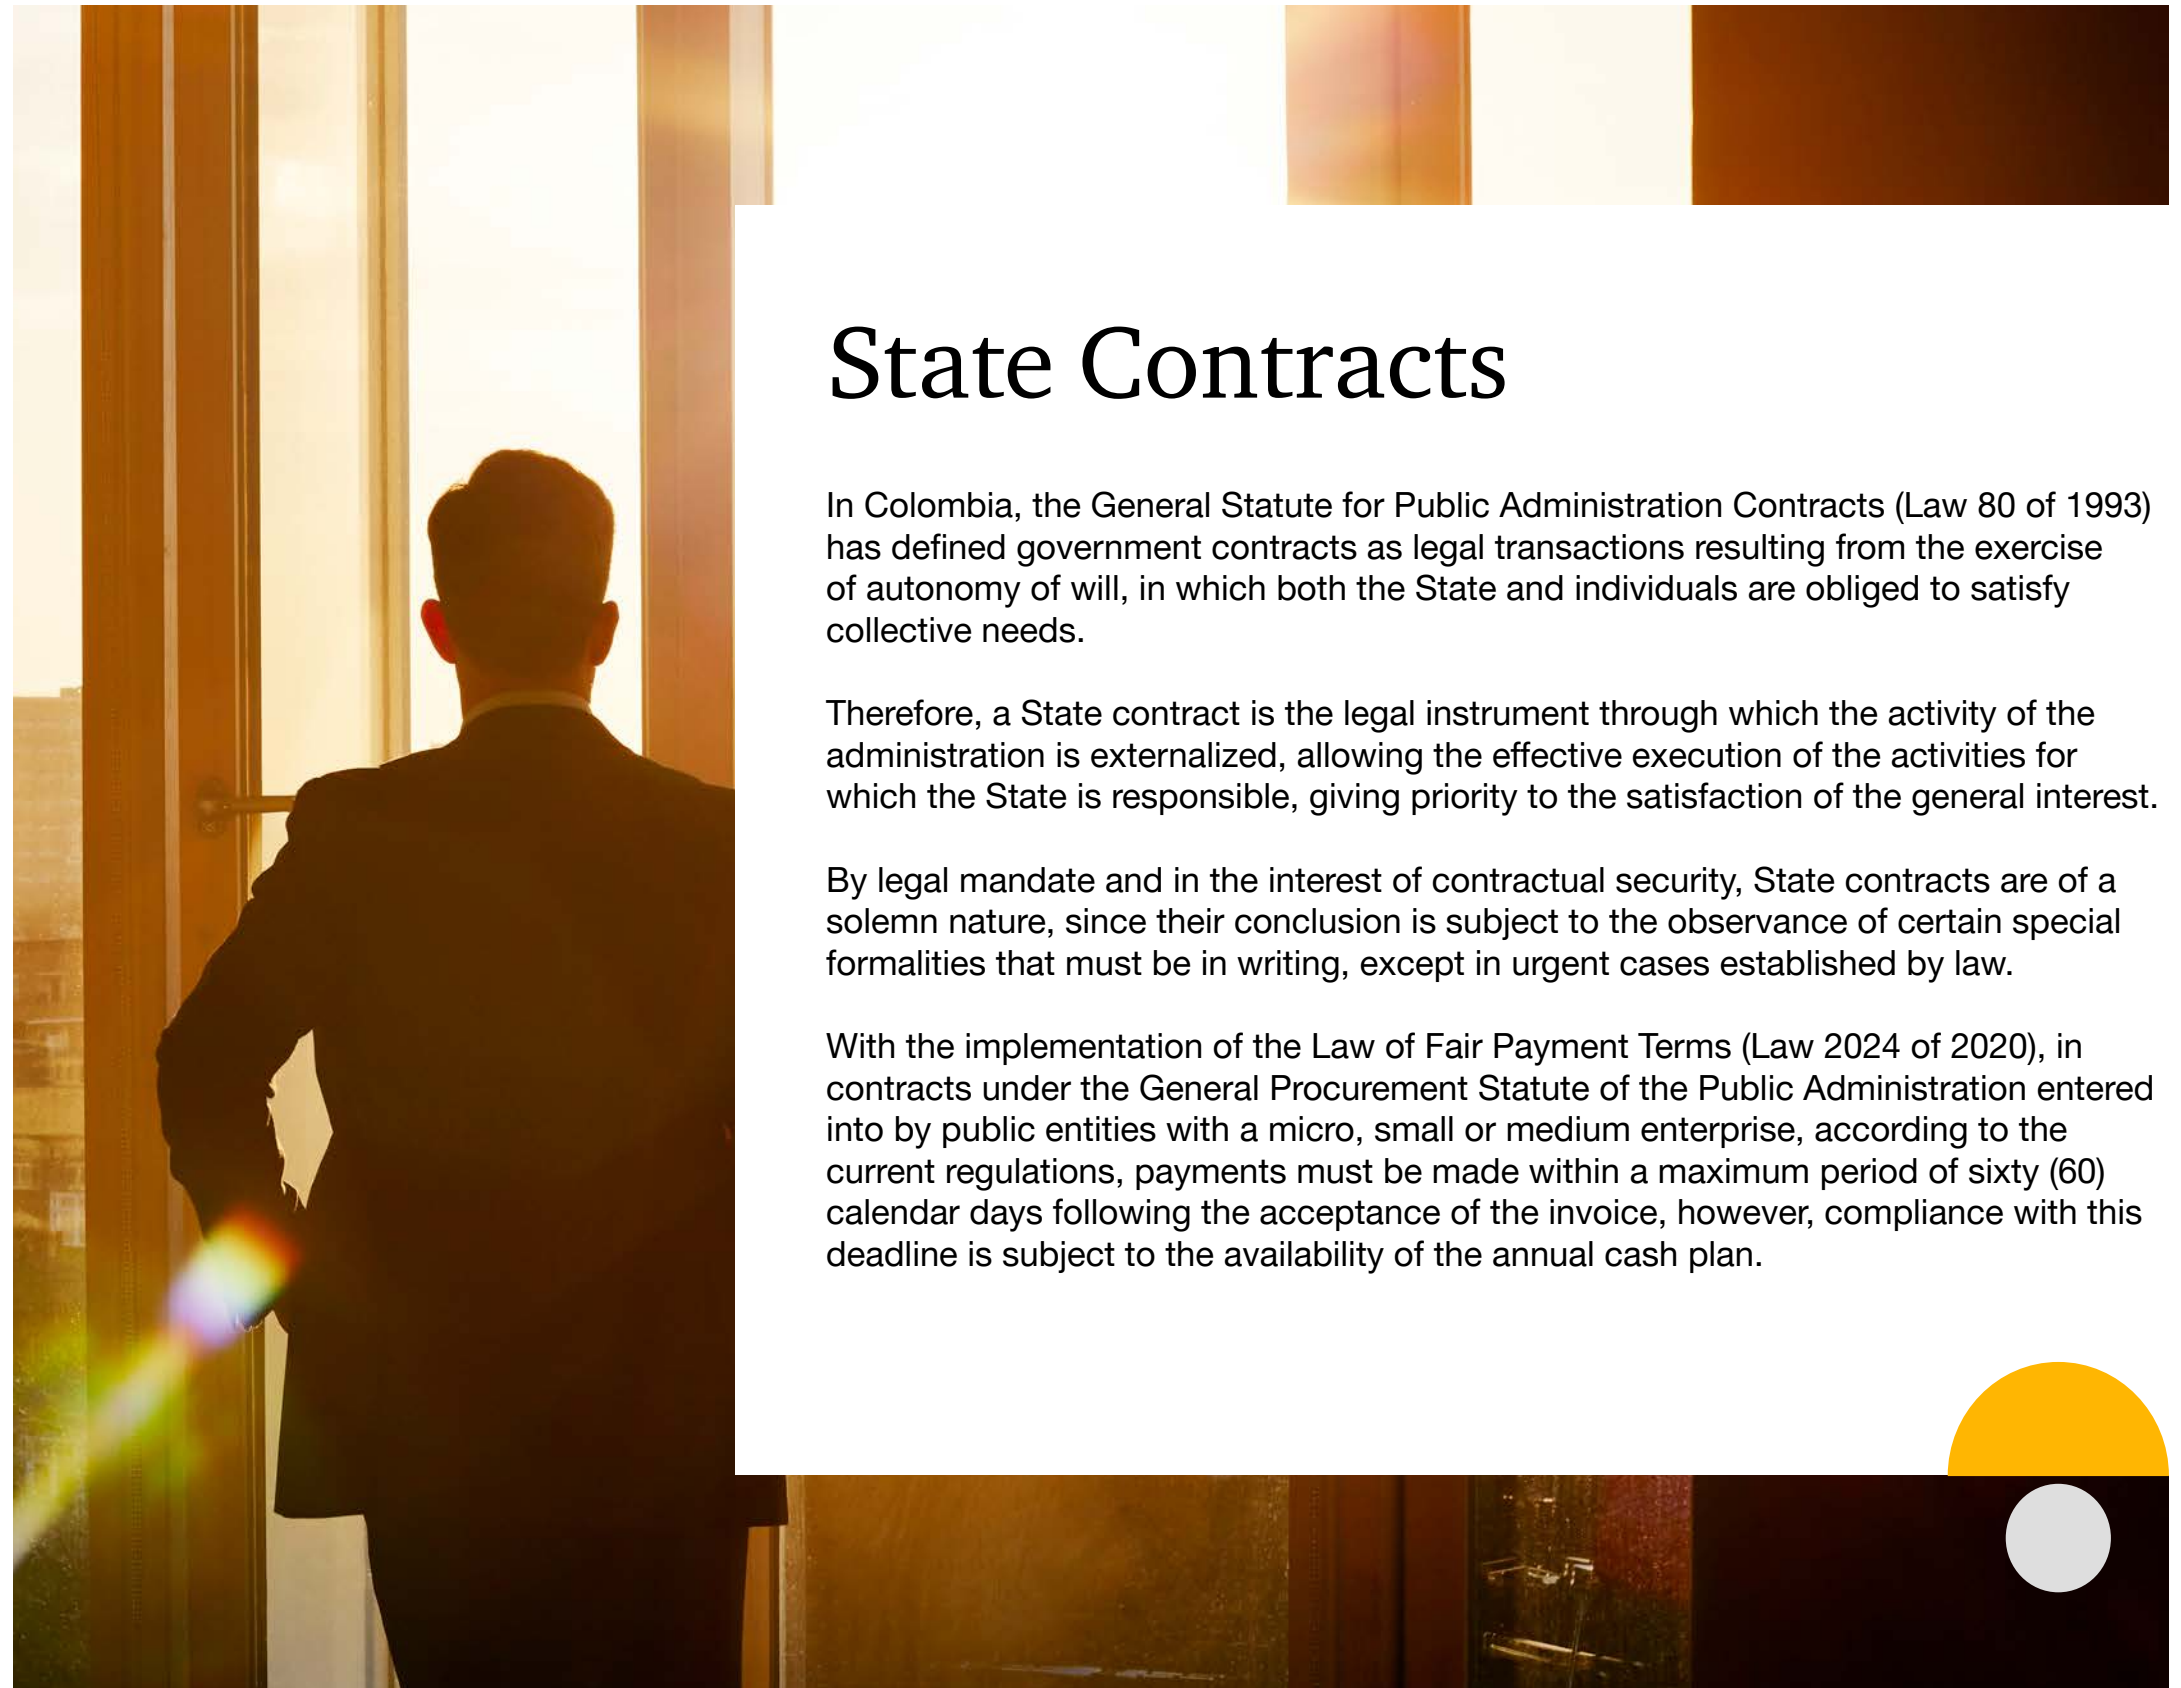 State Contracts
In Colombia, the General Statute for Public Administration Contracts (Law 80 of 1993)
has defined government contracts as legal transactions resulting from the exercise
of autonomy of will, in which both the State and individuals are obliged to satisfy
collective needs.
Therefore, a State contract is the legal instrument through which the activity of the
administration is externalized, allowing the effective execution of the activities for
which the State is responsible, giving priority to the satisfaction of the general interest.
By legal mandate and in the interest of contractual security, State contracts are of a
solemn nature, since their conclusion is subject to the observance of certain special
formalities that must be in writing, except in urgent cases established by law.
With the implementation of the Law of Fair Payment Terms (Law 2024 of 2020), in
contracts under the General Procurement Statute of the Public Administration entered
into by public entities with a micro, small or medium enterprise, according to the
current regulations, payments must be made within a maximum period of sixty (60)
calendar days following the acceptance of the invoice, however, compliance with this
deadline is subject to the availability of the annual cash plan.